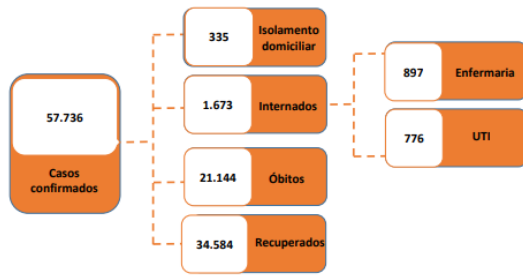 57.736
Casos
confirmados
335
Isolamento
domiciliar
1.673
Internados
21.144
Óbitos
34.584
Recuperados
897
Enfermaria
776
UTI